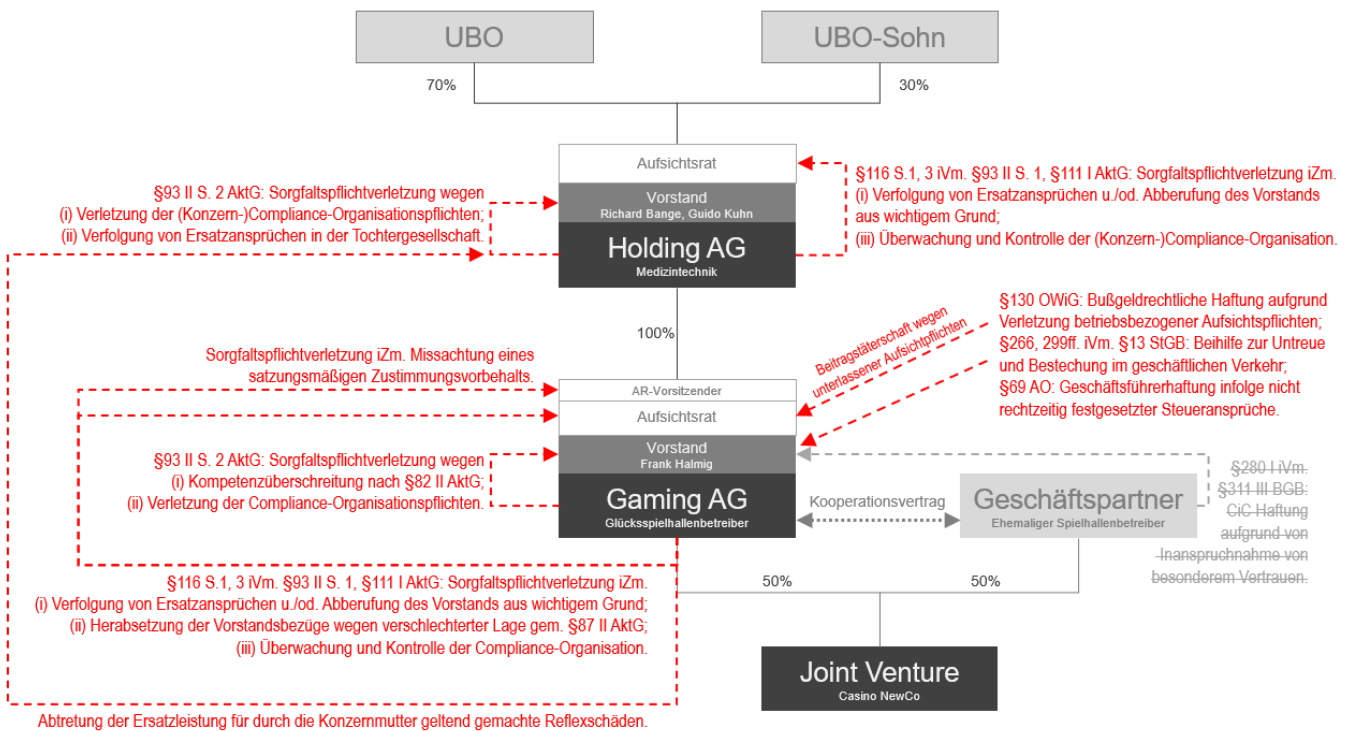 UBO
UBO-Sohn
70%
30%
Aufsichtsrat
Vorstand
Richard Bange, Guido Kuhn
Holding AG
Medizintechnik
§93 II S. 2 AktG: Sorgfaltspflichtverletzung wegen
(i) Verletzung der (Konzern-)Compliance-Organisationspflichten;
(ii) Verfolgung von Ersatzansprüchen in der Tochtergesellschaft.
§116 S.1, 3 iVm. §93 II S. 1, §111 I AktG: Sorgfaltspflichtverletzung iZm.
(i) Verfolgung von Ersatzansprüchen u./od. Abberufung des Vorstands
aus wichtigem Grund;
(iii) Überwachung und Kontrolle der (Konzern-)Compliance-Organisation.
100%
§130 OWiG: Bußgeldrechtliche Haftung aufgrund
Verletzung betriebsbezogener Aufsichtspflichten;
§266, 299ff. iVm. §13 StGB: Beihilfe zur Untreue
und Bestechung im geschäftlichen Verkehr;
§69 AO: Geschäftsführerhaftung infolge nicht
rechtzeitig festgesetzter Steueransprüche.
Beitragstäterschaft wegen
unterlassener Aufsichtpflichten
Sorgfaltspflichtverletzung iZm. Missachtung eines
satzungsmäßigen Zustimmungsvorbehalts.
AR-Vorsitzender
Aufsichtsrat
Vorstand
Frank Halmig
Gaming AG
Glücksspielhallenbetreiber
§93 II S. 2 AktG: Sorgfaltspflichtverletzung wegen
(i) Kompetenzüberschreitung nach §82 II AktG;
(ii) Verletzung der Compliance-Organisationspflichten.
Kooperationsvertrag
Geschäftspartner
Ehemaliger Spielhallenbetreiber
§280 I iVm.
§311 III BGB:
CiC Haftung
aufgrund von
Inanspruchnahme von
besonderem Vertrauen.
§116 S.1, 3 iVm. §93 II S. 1, §111 I AktG: Sorgfaltspflichtverletzung iZm.
(i) Verfolgung von Ersatzansprüchen u./od. Abberufung des Vorstands aus wichtigem Grund;
(ii) Herabsetzung der Vorstandsbezüge wegen verschlechterter Lage gem. §87 II AktG;
(iii) Überwachung und Kontrolle der Compliance-Organisation.
50%
50%
Joint Venture
Casino NewCo
Abtretung der Ersatzleistung für durch die Konzernmutter geltend gemachte Reflexschäden.